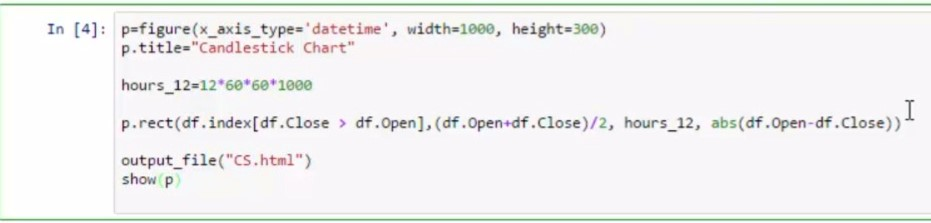 In [4]: p=figure(x_axis_type='datetime', width=1000, height=300)
p.title="Candlestick Chart"
hours_12=12*60*60*1000
p.rect(df.index[df.Close > df.Open],(df.Open+df.Close)/2, hours_12, abs(df.Open-df.Close))
output_file("CS.html")
show(p)